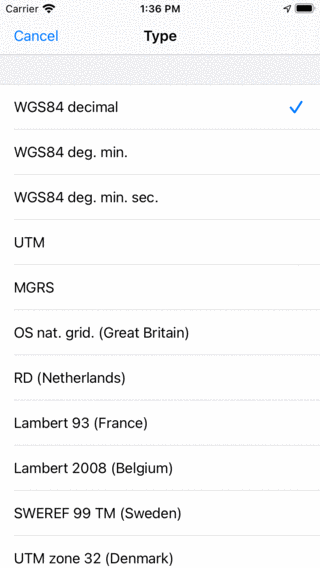 Carrier 1:36 PM
Cancel Type
WGS84 decimal
WGS84 deg. min.
WGS84 deg. min. sec.
UTM
MGRS
OS nat. grid. (Great Britain)
RD (Netherlands)
Lambert 93 (France)
Lambert 2008 (Belgium)
SWEREF 99 TM (Sweden)
UTM zone 32 (Denmark)